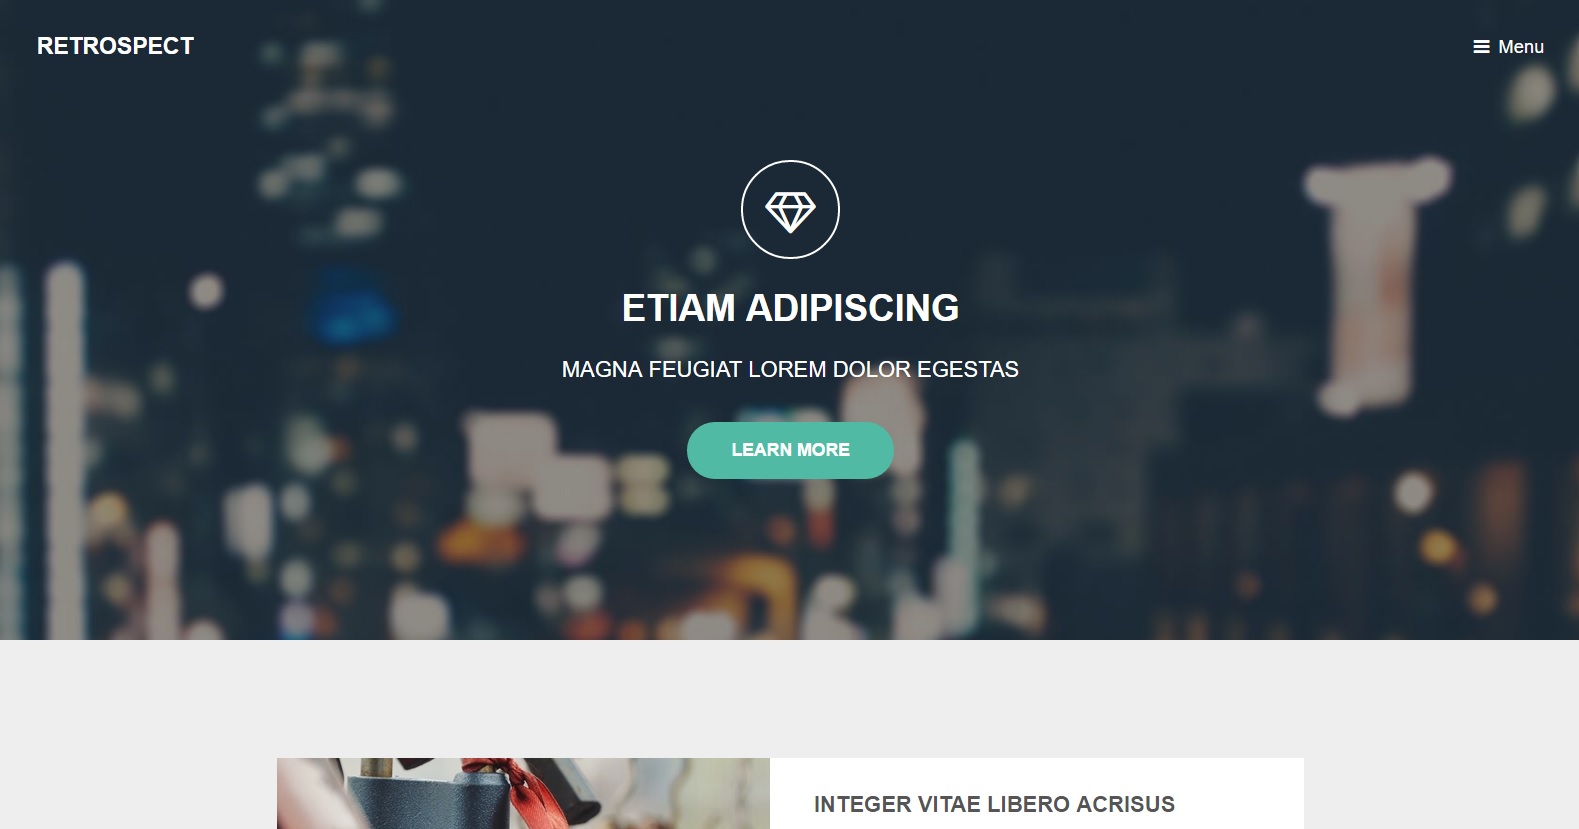 RETROSPECT
Menu
ETIAM ADIPISCING
MAGNA FEUGIAT LOREM DOLOR EGESTAS
LEARN MORE
INTEGER VITAE LIBERO ACRISUS